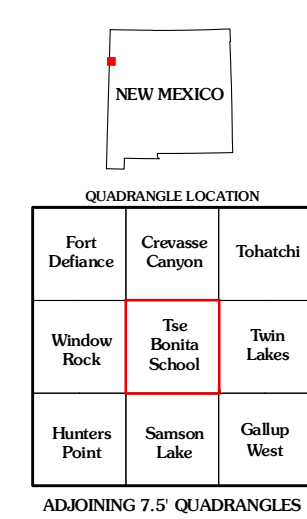 NEW MEXICO
QUADRANGLE LOCATION
Fort
Defiance
Crevasse
Canyon
Tohatchi
Window
Rock
Tse
Bonita
School
Twin
Lakes
Hunters
Point
Samson
Lake
Gallup
West
ADJOINING 7.5' QUADRANGLES